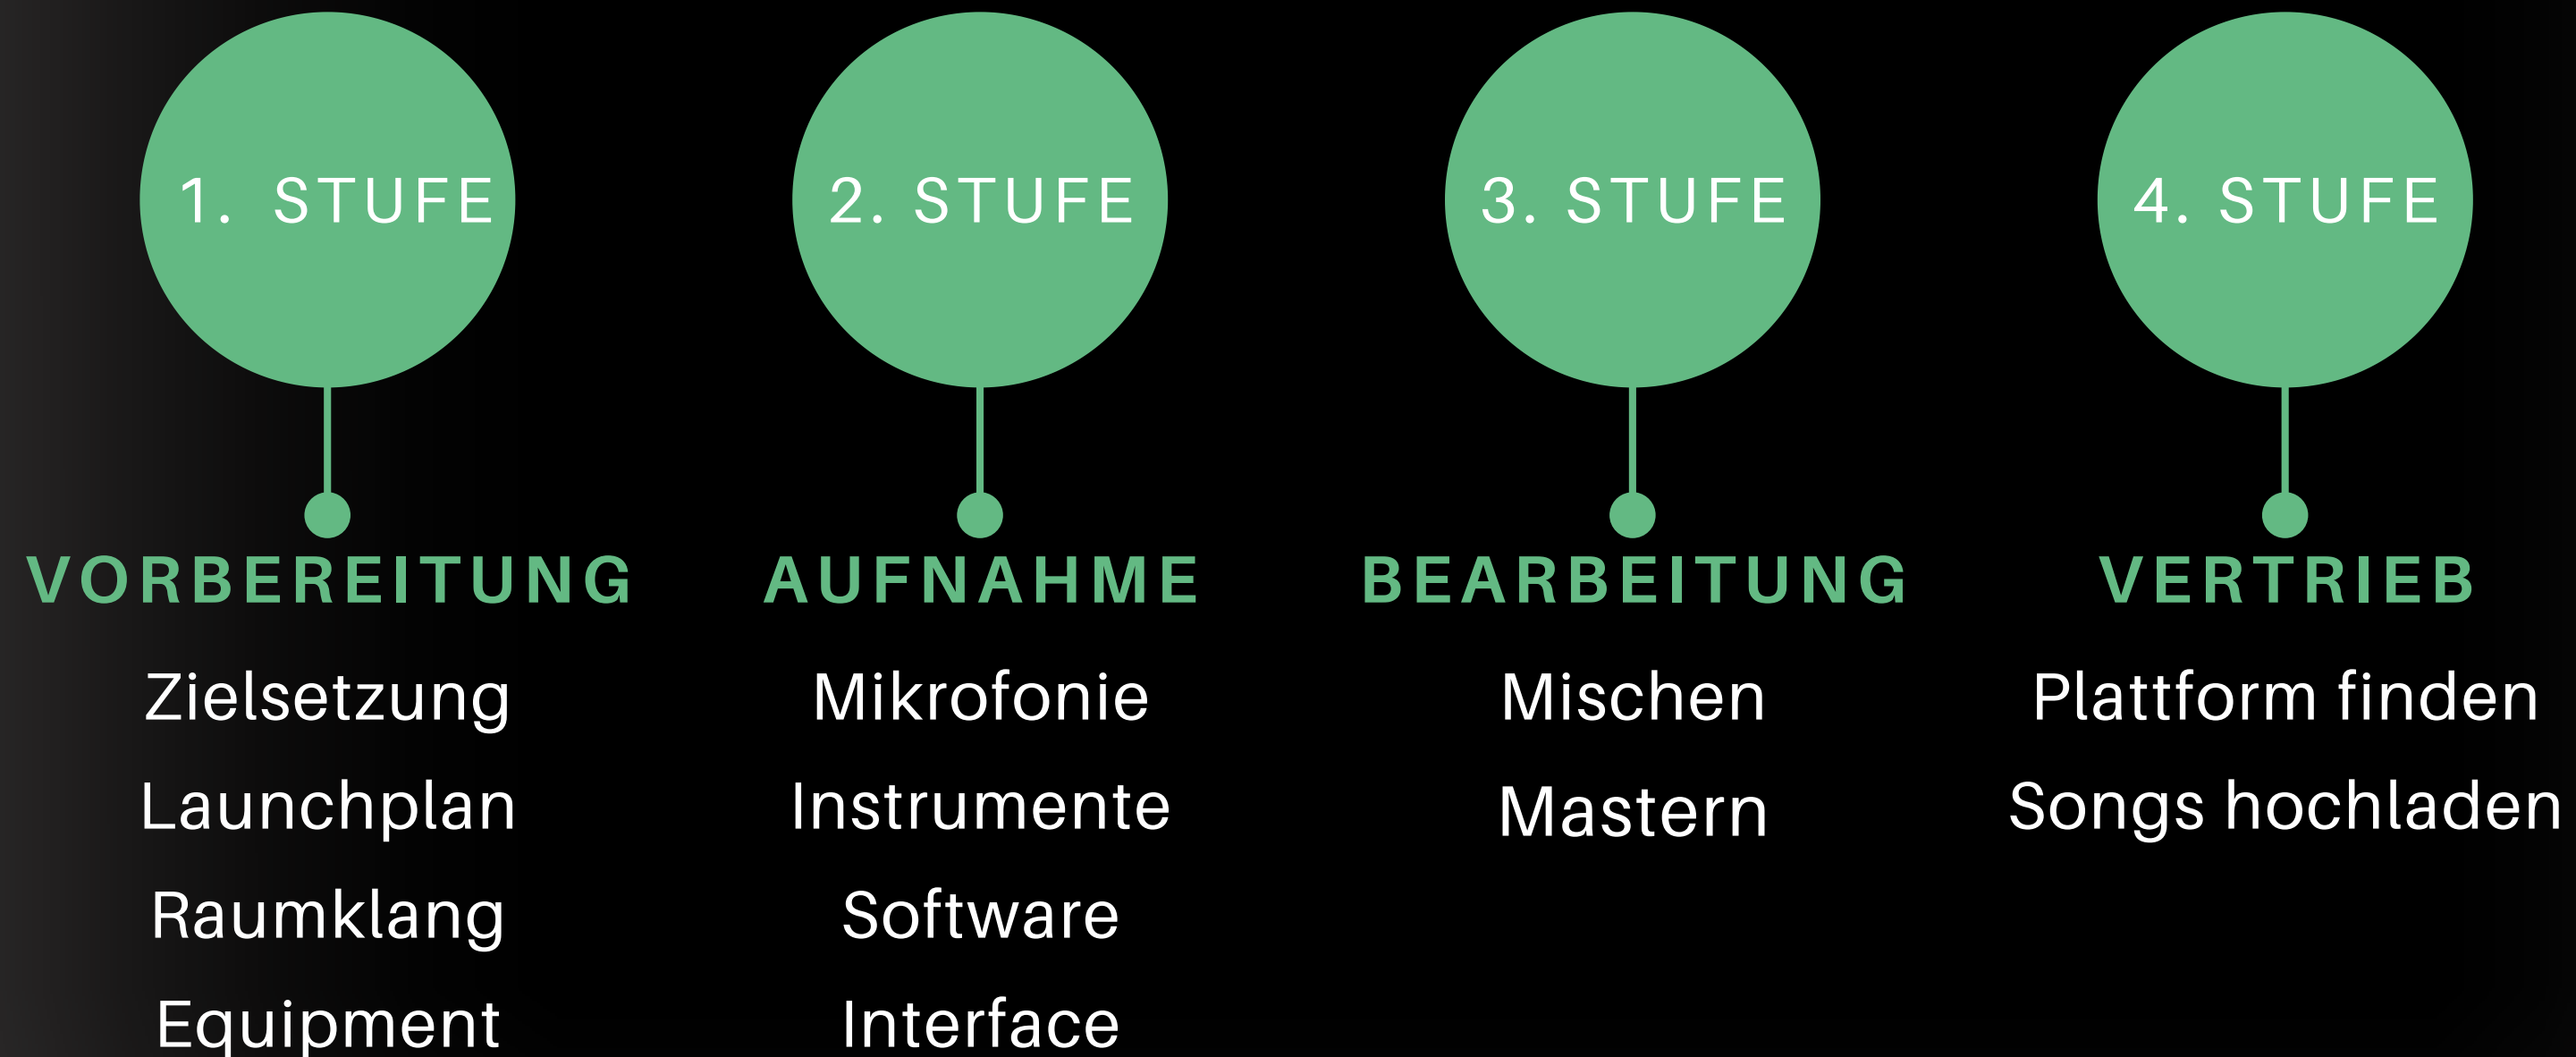 1. STUFE
VORBEREITUNG
Zielsetzung
Launchplan
Raumklang
Equipment
2. STUFE
AUFNAHME
Mikrofonie
Instrumente
Software
Interface
3. STUFE
BEARBEITUNG
Mischen
Mastern
4. STUFE
VERTRIEB
Plattform finden
Songs hochladen